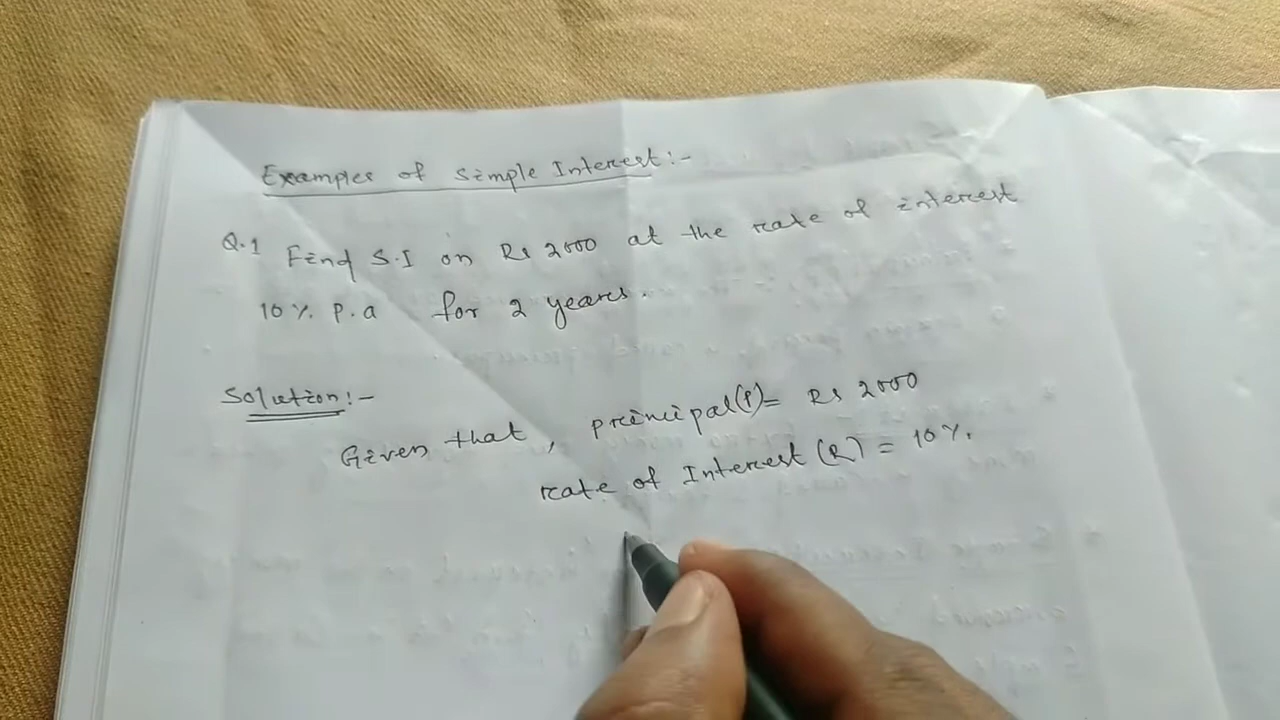 Examples of Simple Interest:-
Q.1 Find S.I on Rs 2000 at the rate of interest
10% P.a for 2 years.
Solution:-
Given that, principal(P)= Rs 2000
rate of Interest (R) = 10%.